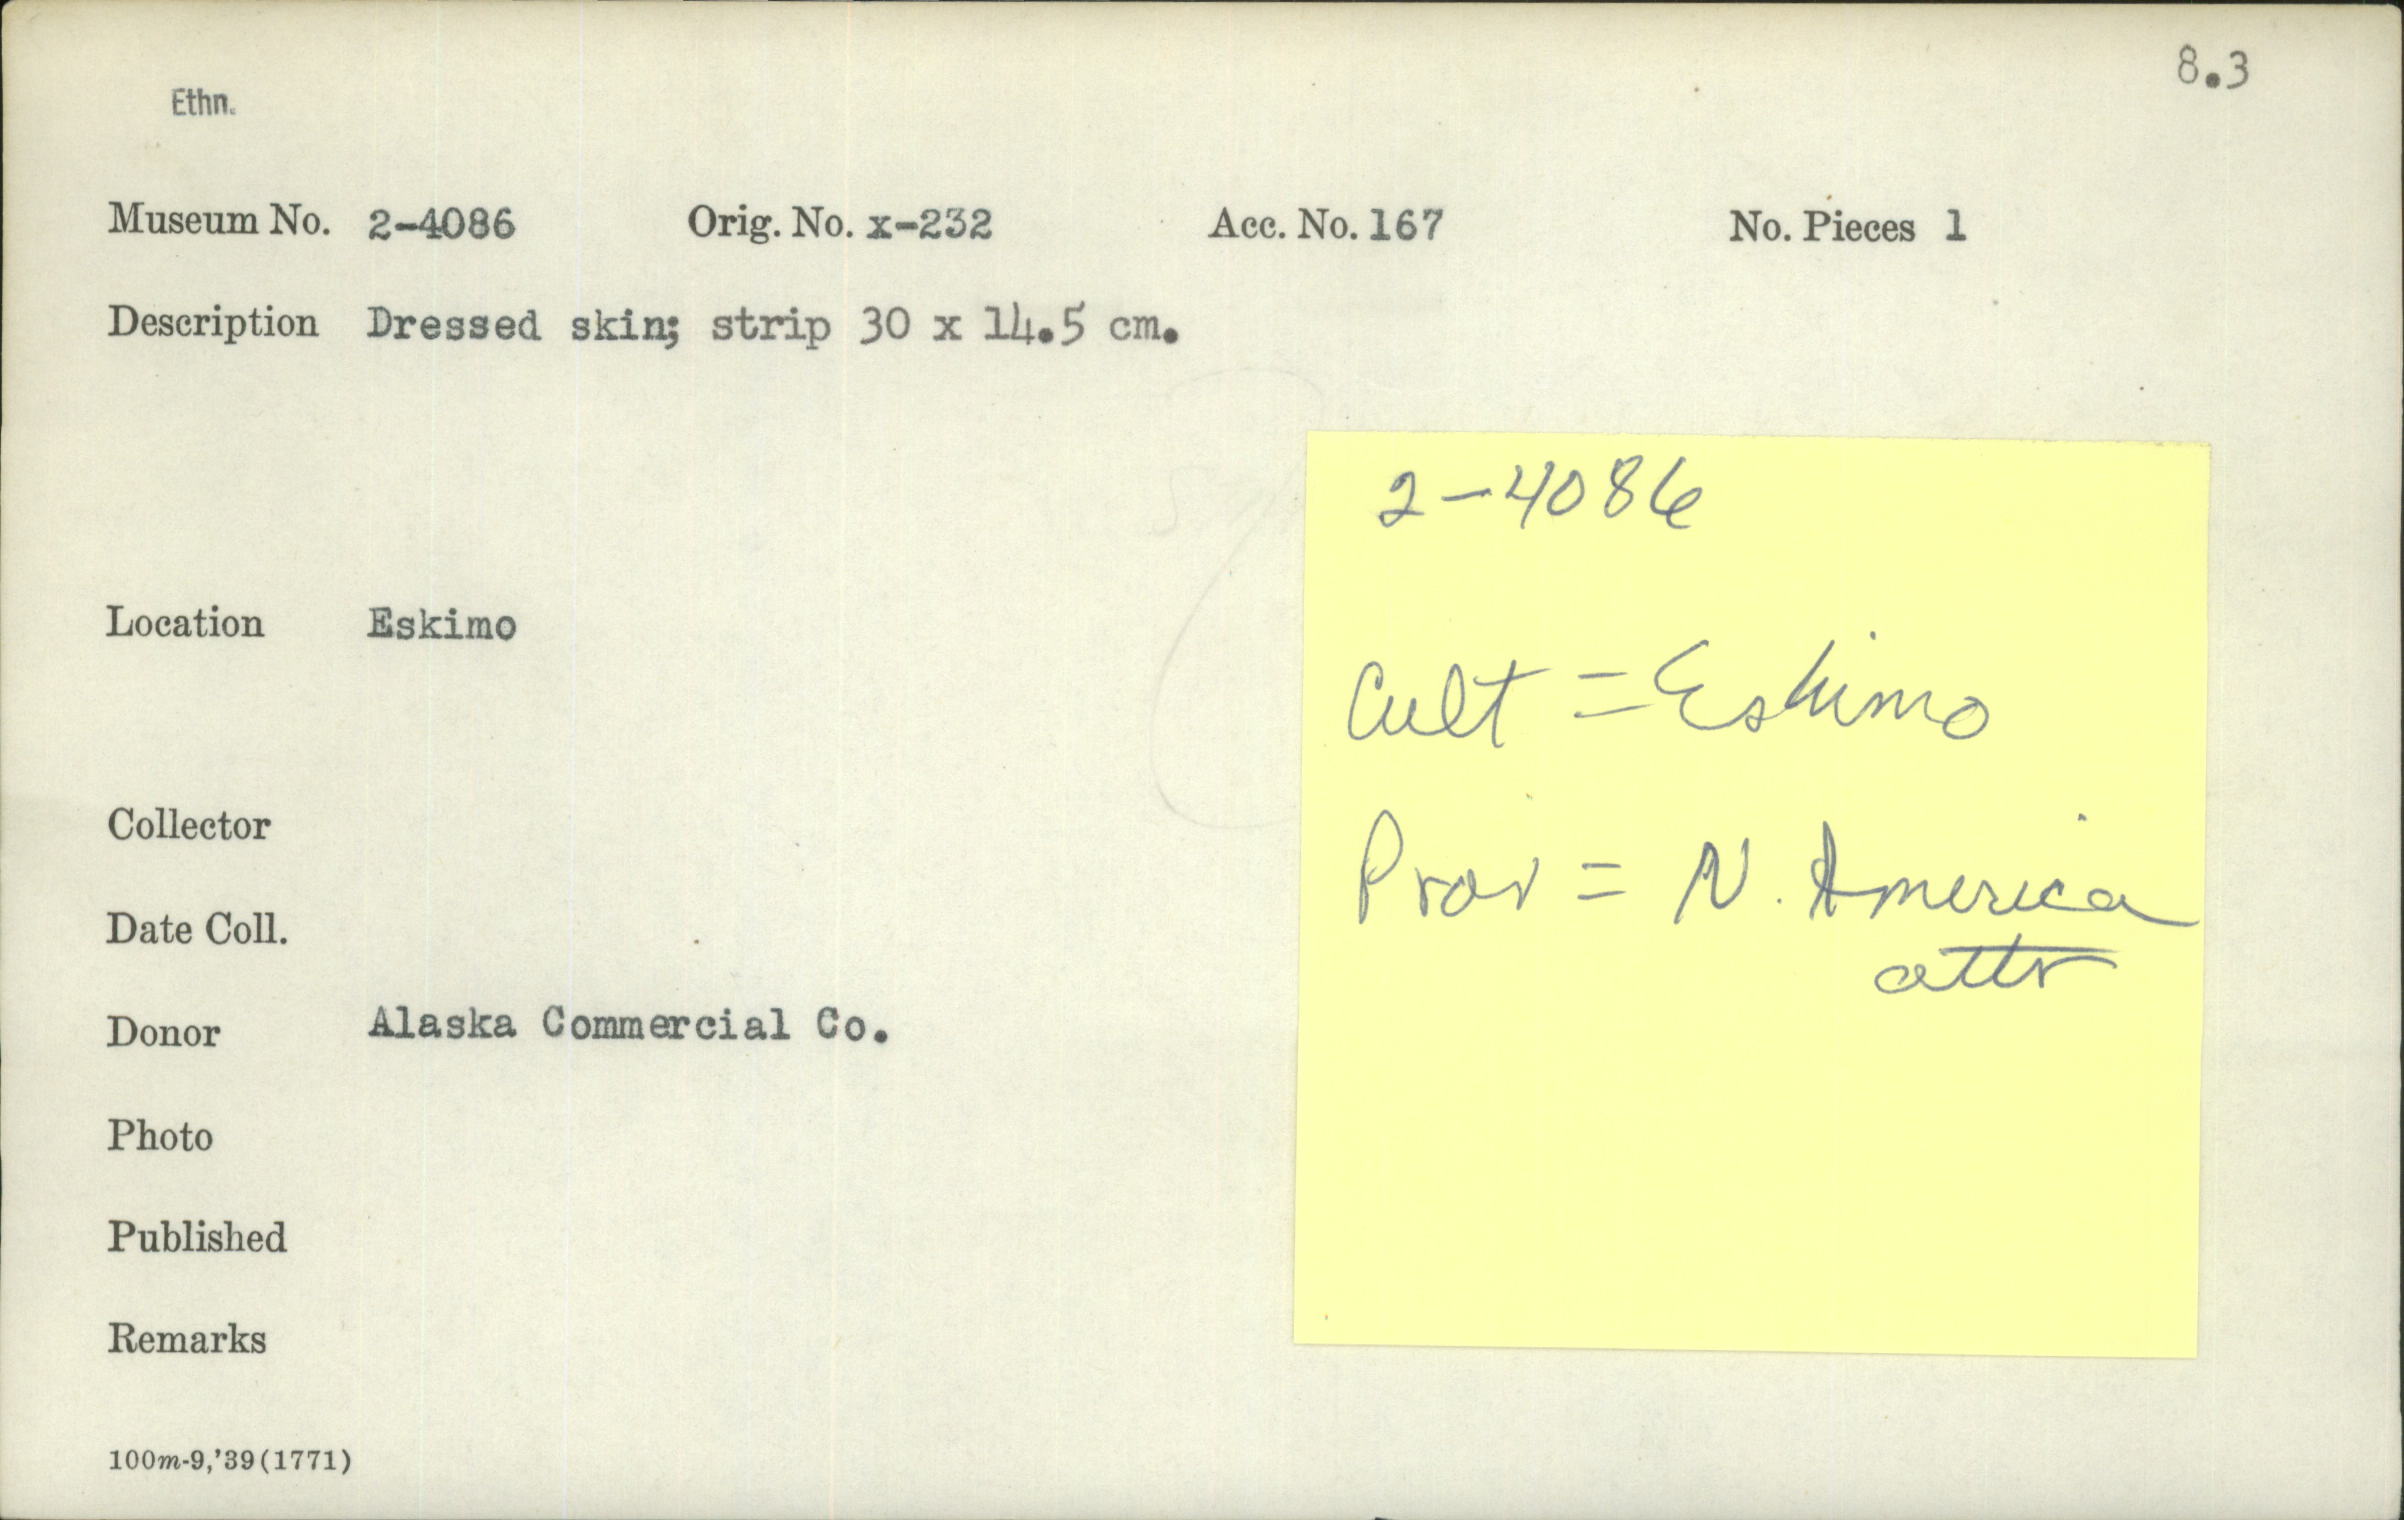 8.3
Ethn.
Museum No. 2-4086 Orig. No. x-232 Acc. No. 167 No. Pieces 1
Description Dressed skin; strip 30 x 14.5 cm.
Location Eskimo
Collector
Date Coll.
Donor Alaska Commercial Co.
Photo
Published
Remarks
100m-9,'39(1771)
2-4086
Cult = Eskimo
Prov = N. America
attr